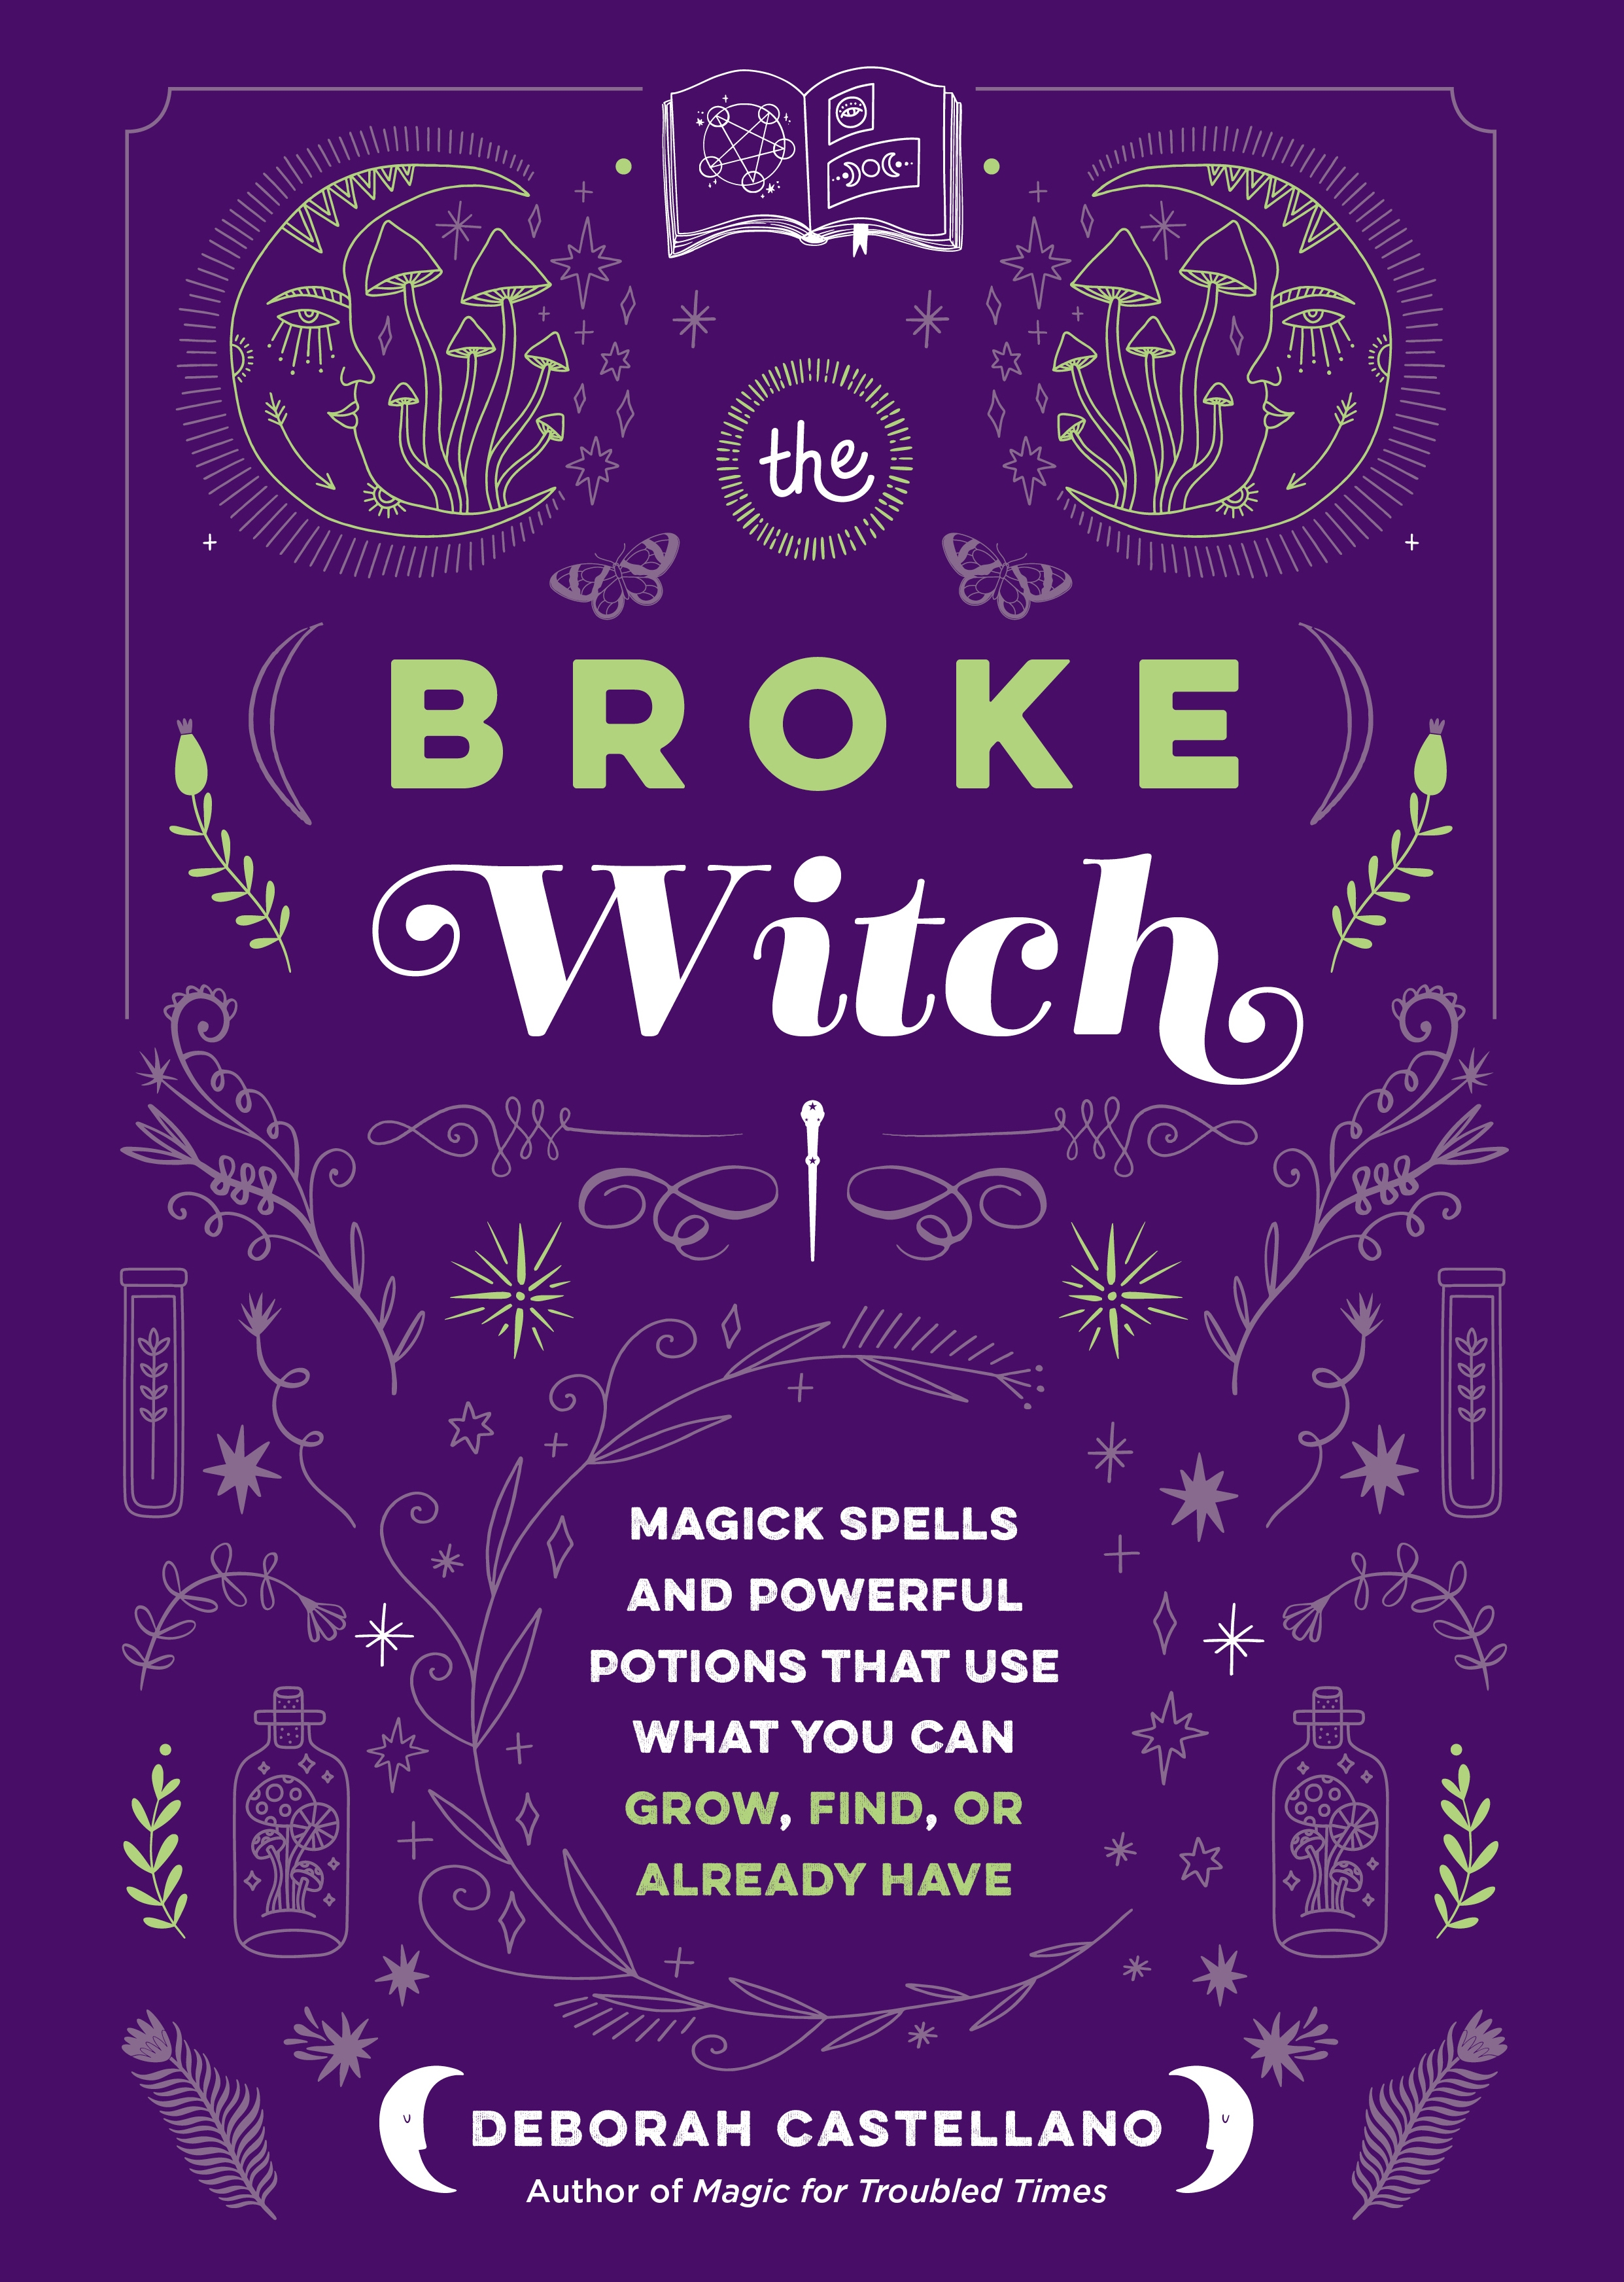 the
BROKE
Witch
MAGICK SPELLS
AND POWERFUL
POTIONS THAT USE
WHAT YOU CAN
GROW, FIND, OR
ALREADY HAVE
DEBORAH CASTELLANO
Author of Magic for Troubled Times